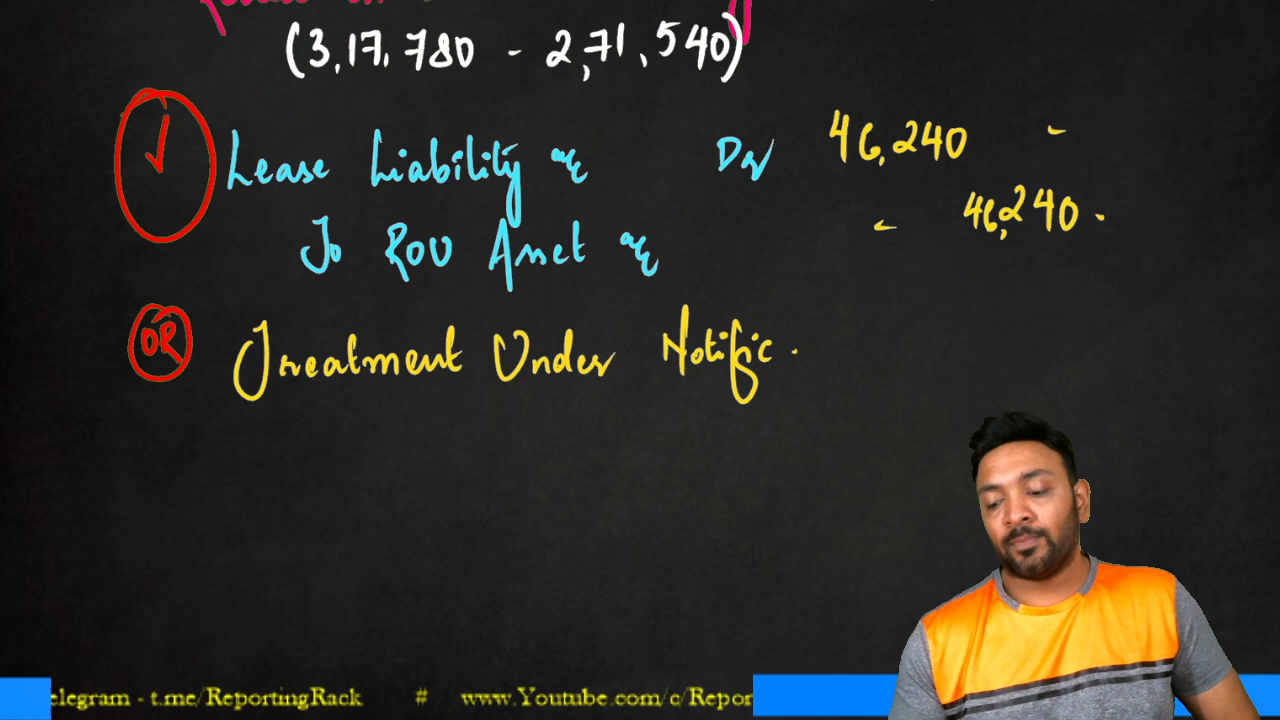 (3,17,780 - 2,71,540)
✓ Lease Liability a/c Dr 46,240 -
To ROU Asset a/c - 46,240 -
OR Treatment Under Notific.
elegram - t.me/ReportingRack # www.Youtube.com/c/Repor